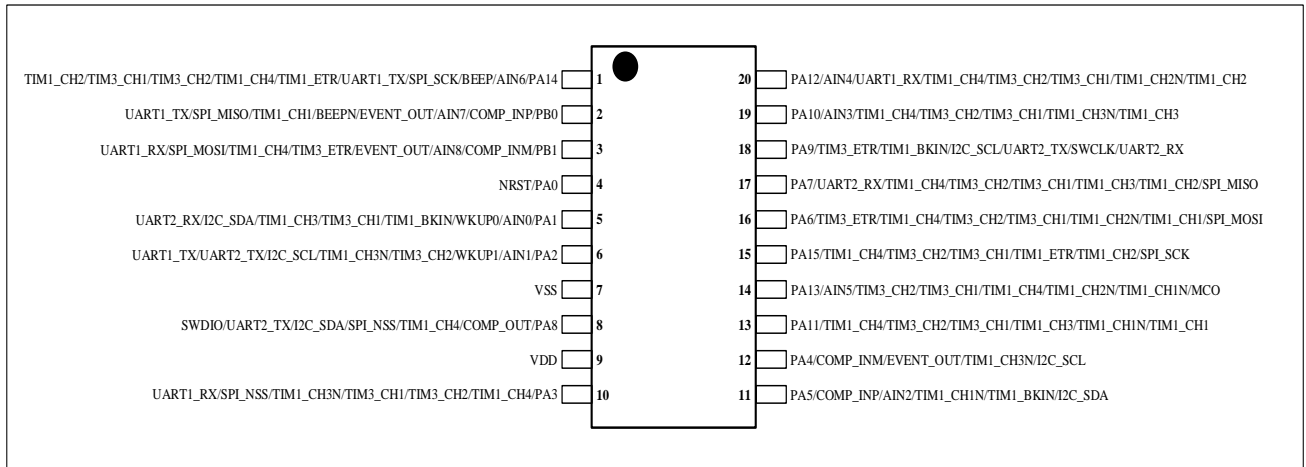 TIM1_CH2/TIM3_CH1/TIM3_CH2/TIM1_CH4/TIM1_ETR/UART1_TX/SPI_SCK/BEEP/AIN6/PA14 1 20 PA12/AIN4/UART1_RX/TIM1_CH4/TIM3_CH2/TIM3_CH1/TIM1_CH2N/TIM1_CH2
UART1_TX/SPI_MISO/TIM1_CH1/BEEPN/EVENT_OUT/AIN7/COMP_INP/PB0 2 19 PA10/AIN3/TIM1_CH4/TIM3_CH2/TIM3_CH1/TIM1_CH3N/TIM1_CH3
UART1_RX/SPI_MOSI/TIM1_CH4/TIM3_ETR/EVENT_OUT/AIN8/COMP_INM/PB1 3 18 PA9/TIM3_ETR/TIM1_BKIN/I2C_SCL/UART2_TX/SWCLK/UART2_RX
NRST/PA0 4 17 PA7/UART2_RX/TIM1_CH4/TIM3_CH2/TIM3_CH1/TIM1_CH3/TIM1_CH2/SPI_MISO
UART2_RX/I2C_SDA/TIM1_CH3/TIM3_CH1/TIM1_BKIN/WKUP0/AIN0/PA1 5 16 PA6/TIM3_ETR/TIM1_CH4/TIM3_CH2/TIM3_CH1/TIM1_CH2N/TIM1_CH1/SPI_MOSI
UART1_TX/UART2_TX/I2C_SCL/TIM1_CH3N/TIM3_CH2/WKUP1/AIN1/PA2 6 15 PA15/TIM1_CH4/TIM3_CH2/TIM3_CH1/TIM1_ETR/TIM1_CH2/SPI_SCK
VSS 7 14 PA13/AIN5/TIM3_CH2/TIM3_CH1/TIM1_CH4/TIM1_CH2N/TIM1_CH1N/MCO
SWDIO/UART2_TX/I2C_SDA/SPI_NSS/TIM1_CH4/COMP_OUT/PA8 8 13 PA11/TIM1_CH4/TIM3_CH2/TIM3_CH1/TIM1_CH3/TIM1_CH1N/TIM1_CH1
VDD 9 12 PA4/COMP_INM/EVENT_OUT/TIM1_CH3N/I2C_SCL
UART1_RX/SPI_NSS/TIM1_CH3N/TIM3_CH1/TIM3_CH2/TIM1_CH4/PA3 10 11 PA5/COMP_INP/AIN2/TIM1_CH1N/TIM1_BKIN/I2C_SDA